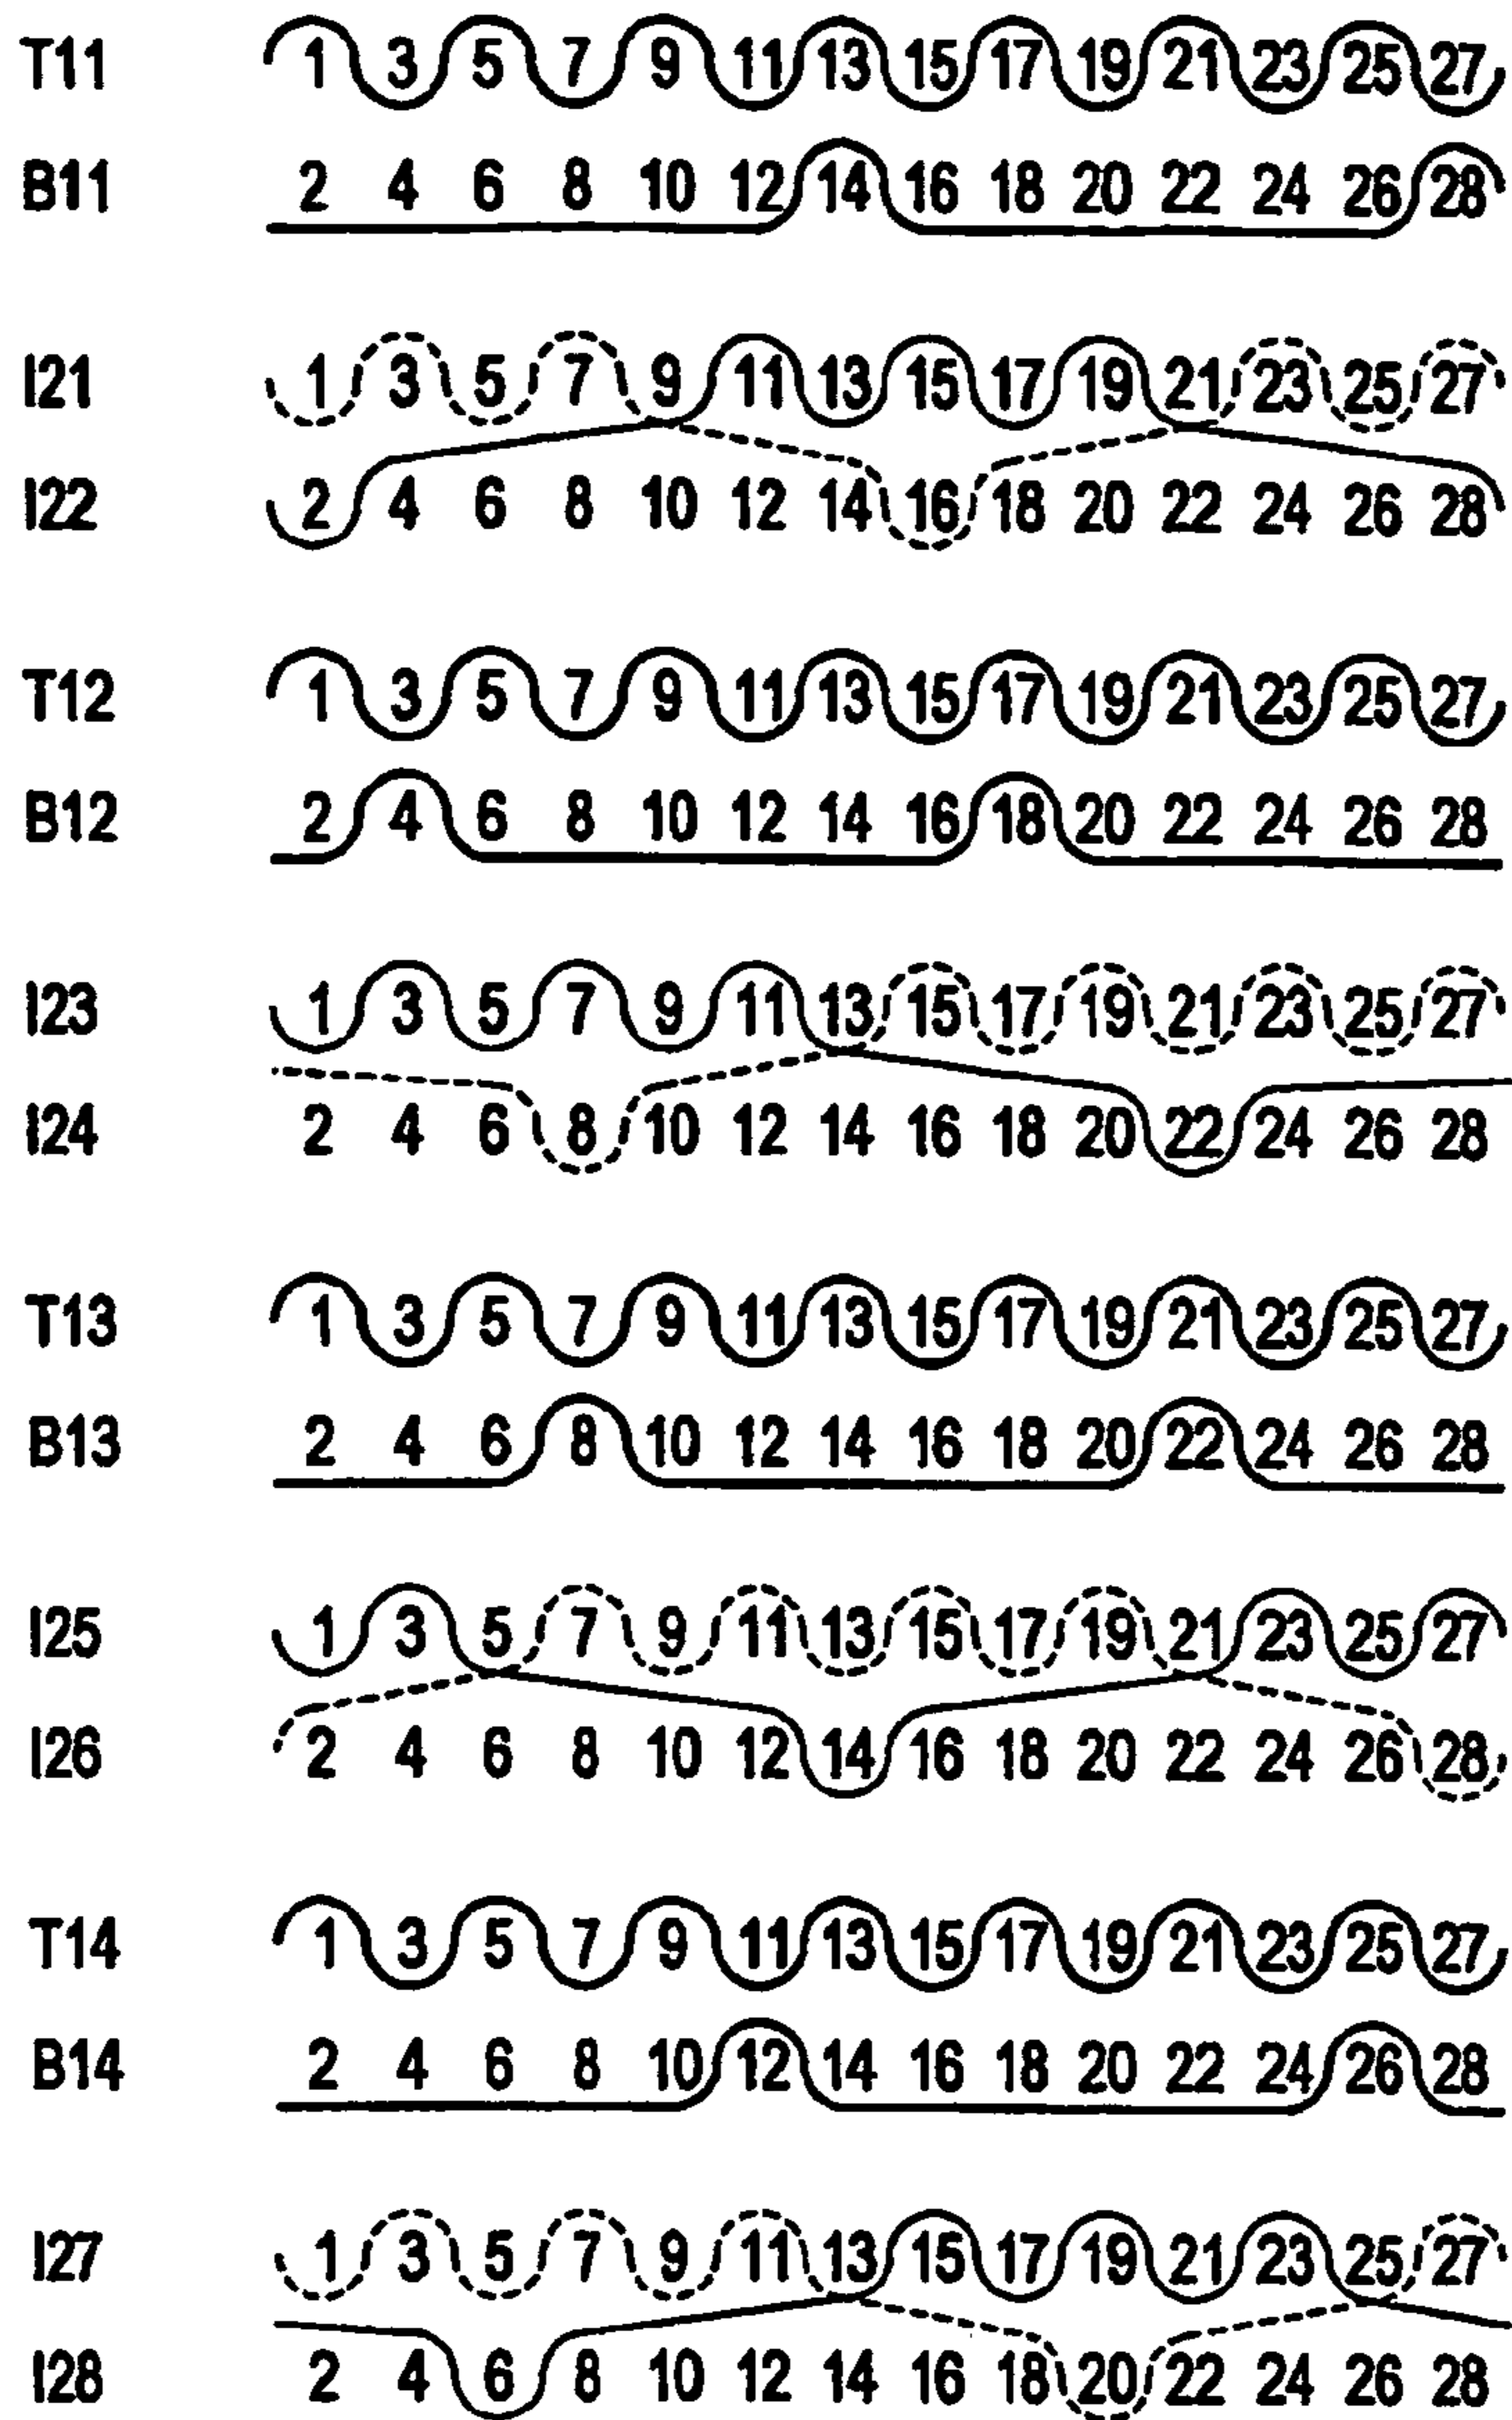 T11 1 3 5 7 9 11 13 15 17 19 21 23 25 27
B11 2 4 6 8 10 12 14 16 18 20 22 24 26 28
I21 1 3 5 7 9 11 13 15 17 19 21 23 25 27
I22 2 4 6 8 10 12 14 16 18 20 22 24 26 28
T12 1 3 5 7 9 11 13 15 17 19 21 23 25 27
B12 2 4 6 8 10 12 14 16 18 20 22 24 26 28
I23 1 3 5 7 9 11 13 15 17 19 21 23 25 27
I24 2 4 6 8 10 12 14 16 18 20 22 24 26 28
T13 1 3 5 7 9 11 13 15 17 19 21 23 25 27
B13 2 4 6 8 10 12 14 16 18 20 22 24 26 28
I25 1 3 5 7 9 11 13 15 17 19 21 23 25 27
I26 2 4 6 8 10 12 14 16 18 20 22 24 26 28
T14 1 3 5 7 9 11 13 15 17 19 21 23 25 27
B14 2 4 6 8 10 12 14 16 18 20 22 24 26 28
I27 1 3 5 7 9 11 13 15 17 19 21 23 25 27
I28 2 4 6 8 10 12 14 16 18 20 22 24 26 28